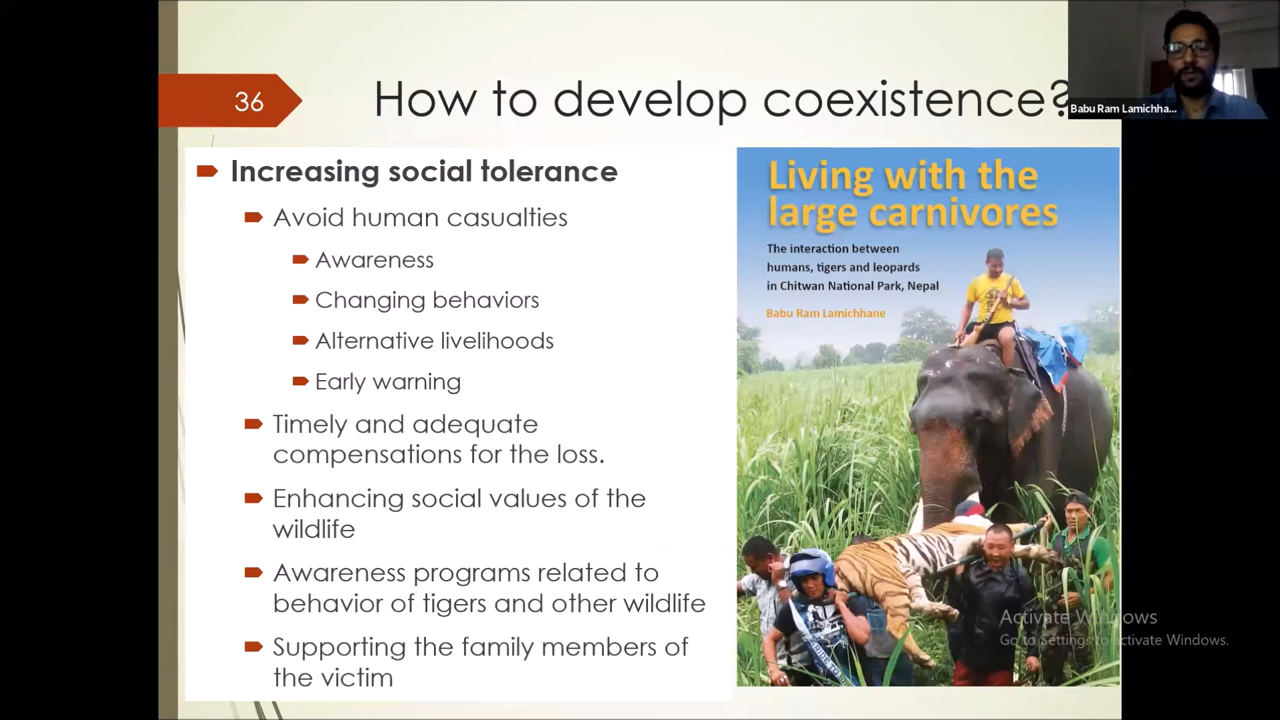 36
How to develop coexistence?
Babu Ram Lamichha...
Increasing social tolerance
Avoid human casualties
Awareness
Changing behaviors
Alternative livelihoods
Early warning
Timely and adequate
compensations for the loss.
Enhancing social values of the
wildlife
Awareness programs related to
behavior of tigers and other wildlife
Supporting the family members of
the victim
Living with the
large carnivores
The interaction between
humans, tigers and leopards
in Chitwan National Park, Nepal
Babu Ram Lamichhane
Activate Windows
Go to Settings to activate Windows.